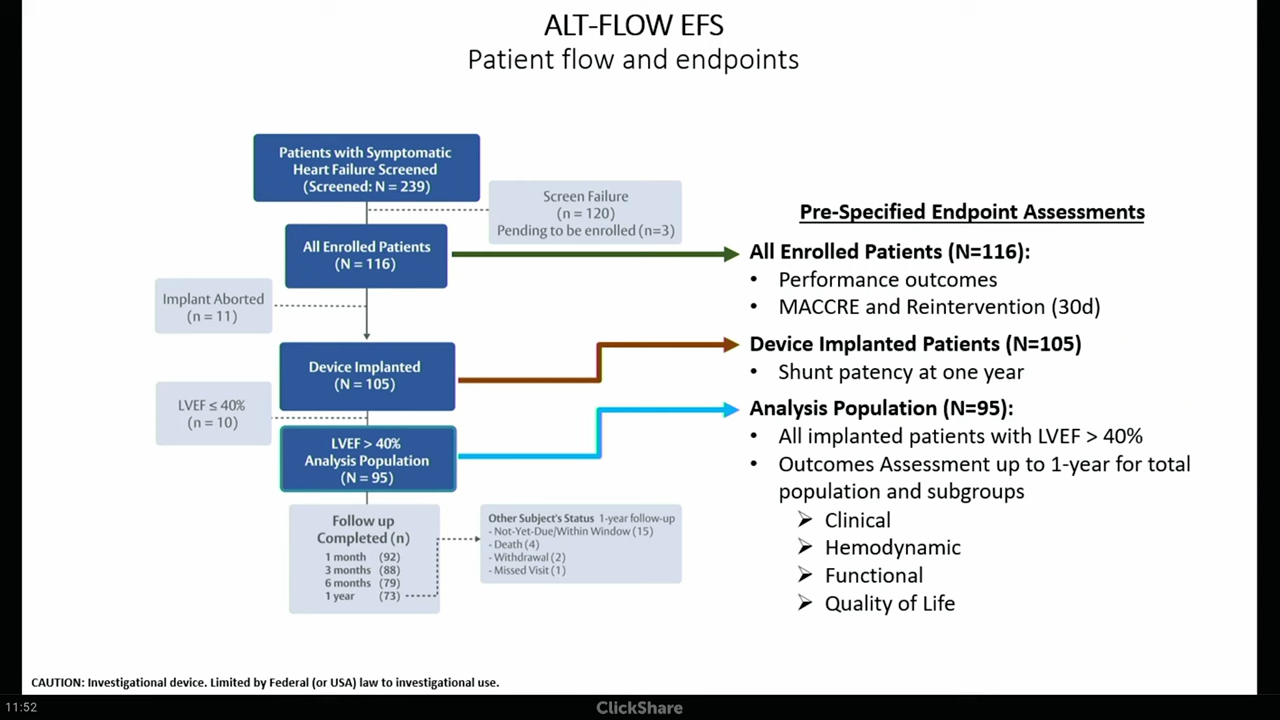 ALT-FLOW EFS
Patient flow and endpoints
Patients with Symptomatic
Heart Failure Screened
(Screened: N = 239)
Screen Failure
(n = 120)
Pending to be enrolled (n=3)
All Enrolled Patients
(N = 116)
Implant Aborted
(n = 11)
Device Implanted
(N = 105)
LVEF ≤ 40%
(n = 10)
LVEF > 40%
Analysis Population
(N = 95)
Follow up
Completed (n)
1 month (92)
3 months (88)
6 months (79)
1 year (73)
Other Subject's Status 1-year follow-up
- Not-Yet-Due/Within Window (15)
- Death (4)
- Withdrawal (2)
- Missed Visit (1)
Pre-Specified Endpoint Assessments
All Enrolled Patients (N=116):
• Performance outcomes
• MACCRE and Reintervention (30d)
Device Implanted Patients (N=105)
• Shunt patency at one year
Analysis Population (N=95):
• All implanted patients with LVEF > 40%
• Outcomes Assessment up to 1-year for total
population and subgroups
➢ Clinical
➢ Hemodynamic
➢ Functional
➢ Quality of Life
CAUTION: Investigational device. Limited by Federal (or USA) law to investigational use.
11:52
ClickShare